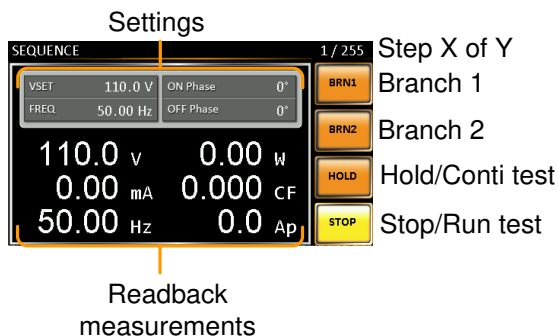 Settings
SEQUENCE 1 / 255 Step X of Y
VSET 110.0 V ON Phase 0° BRN1 Branch 1
FREQ 50.00 Hz OFF Phase 0°
BRN2 Branch 2
110.0 V 0.00 W
HOLD Hold/Conti test
0.00 mA 0.000 CF
50.00 Hz 0.0 Ap STOP Stop/Run test
Readback
measurements